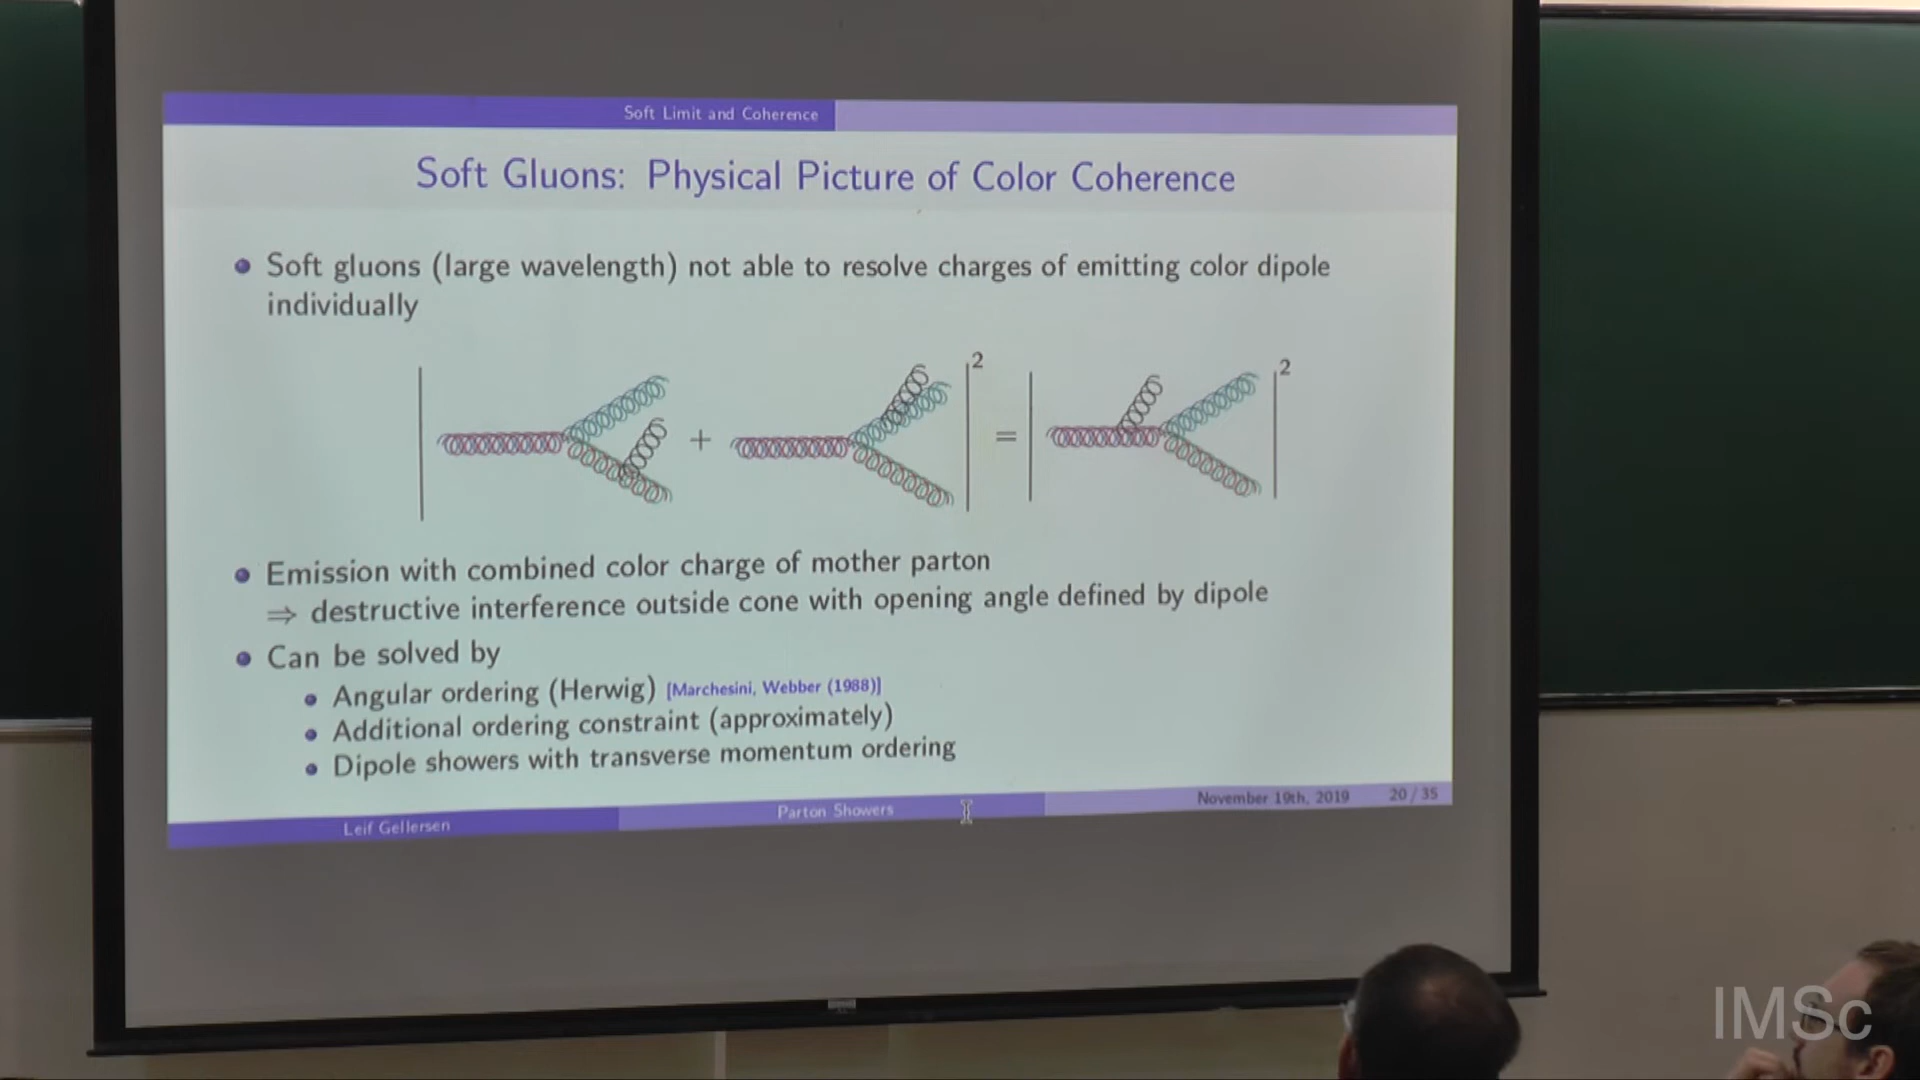 Soft Limit and Coherence
Soft Gluons: Physical Picture of Color Coherence
Soft gluons (large wavelength) not able to resolve charges of emitting color dipole
individually
2
2
+
=
Emission with combined color charge of mother parton
⇒ destructive interference outside cone with opening angle defined by dipole
Can be solved by
Angular ordering (Herwig) [Marchesini, Webber (1988)]
Additional ordering constraint (approximately)
Dipole showers with transverse momentum ordering
Leif Gellersen
Parton Showers
November 19th, 2019
20 / 35
IMSc